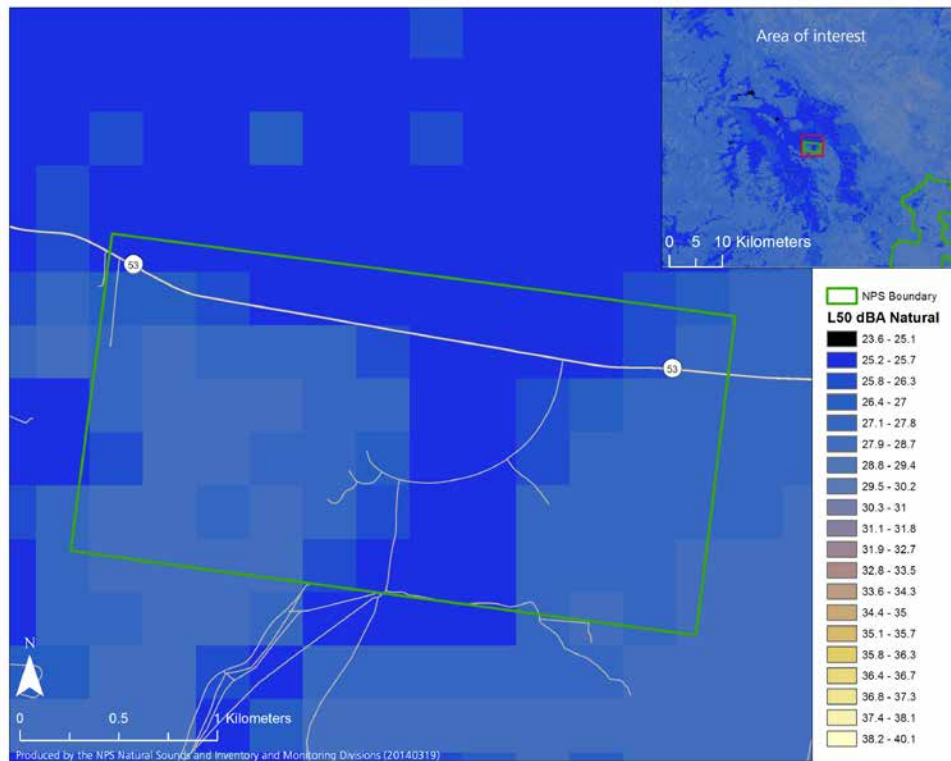 Area of interest
0 5 10 Kilometers
53
53
NPS Boundary
L50 dBA Natural
23.6 - 25.1
25.2 - 25.7
25.8 - 26.3
26.4 - 27
27.1 - 27.8
27.9 - 28.7
28.8 - 29.4
29.5 - 30.2
30.3 - 31
31.1 - 31.8
31.9 - 32.7
32.8 - 33.5
33.6 - 34.3
34.4 - 35
35.1 - 35.7
35.8 - 36.3
36.4 - 36.7
36.8 - 37.3
37.4 - 38.1
38.2 - 40.1
N
0 0.5 1 Kilometers
Produced by the NPS Natural Sounds and Inventory and Monitoring Divisions (20140319)